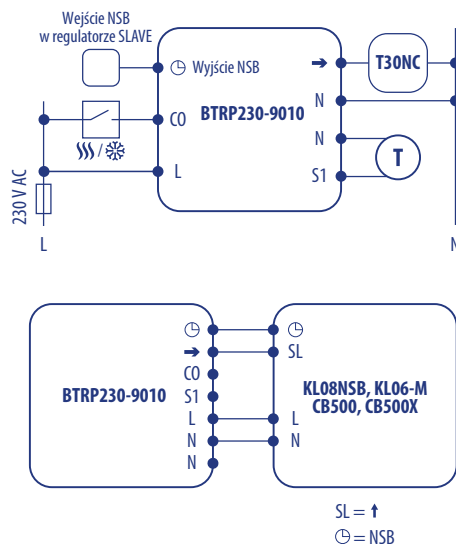 Wejście NSB
w regulatorze SLAVE
Wyjście NSB
➔
T30NC
N
CO
BTRP230-9010
N
T
/
L
S1
230 V AC
L
N
SL
➔
CO
BTRP230-9010
S1
KL08NSB, KL06-M
CB500, CB500X
L
L
N
N
N
SL = ↑
= NSB